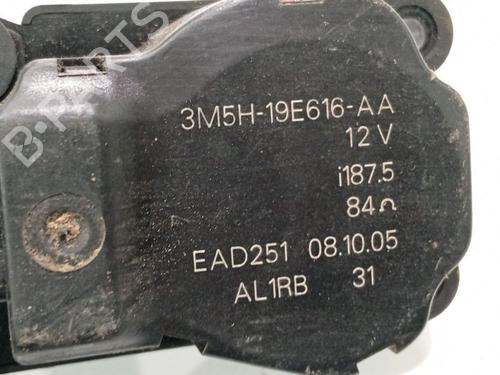 B-PARTS
3M5H-19E616-AA
12 V
i187.5
84Ω
EAD251 08.10.05
AL1RB 31